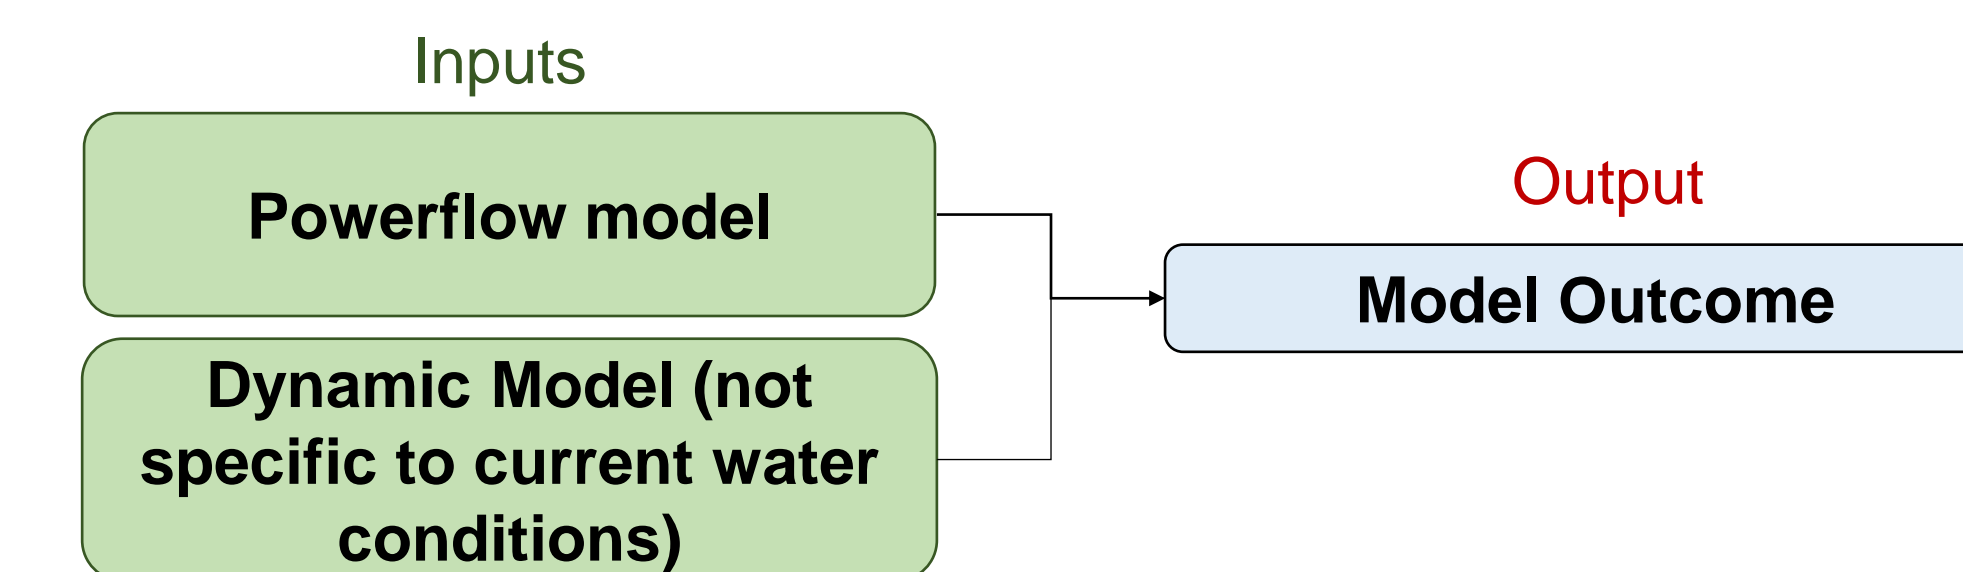 Inputs
Powerflow model
Output
Model Outcome
Dynamic Model (not
specific to current water
conditions)